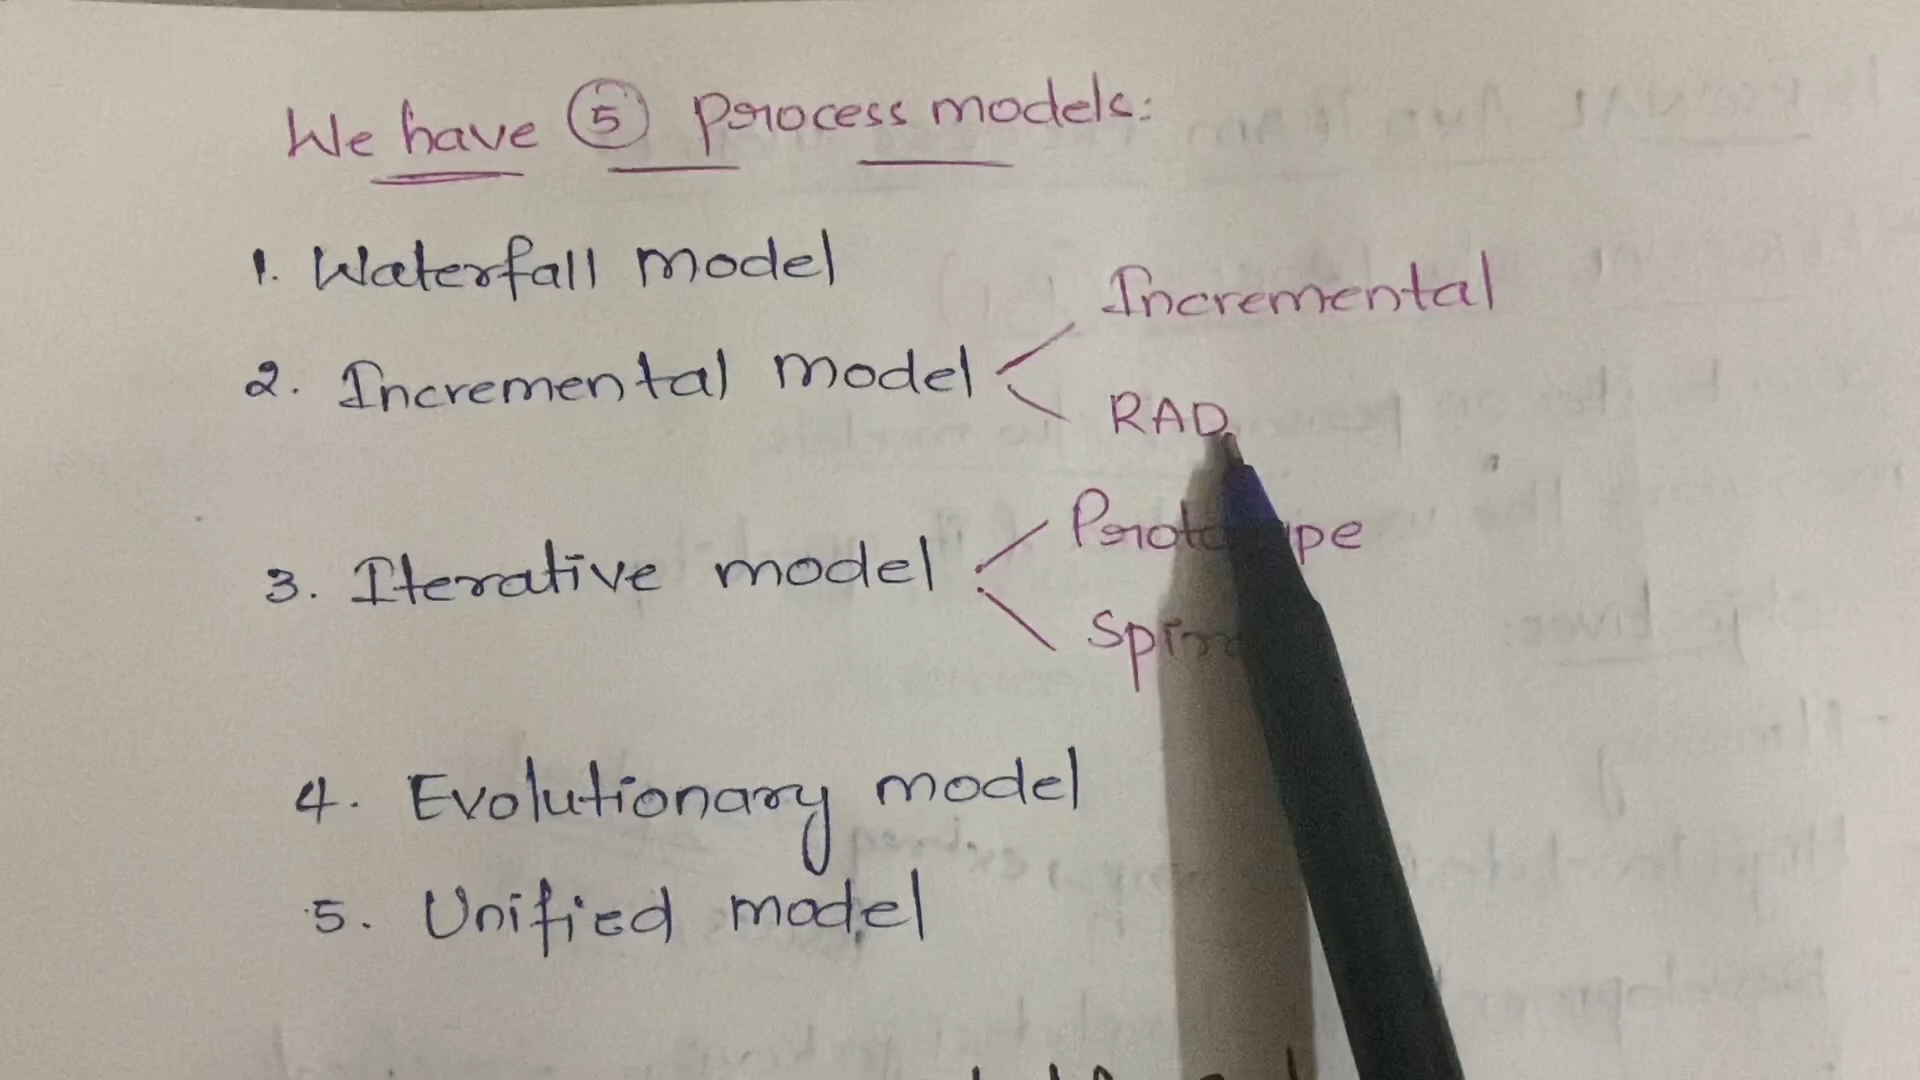 We have 5 process models:
1. Waterfall model
2. Incremental model
Incremental
RAD
3. Iterative model
Prototype
4. Evolutionary model
5. Unified model